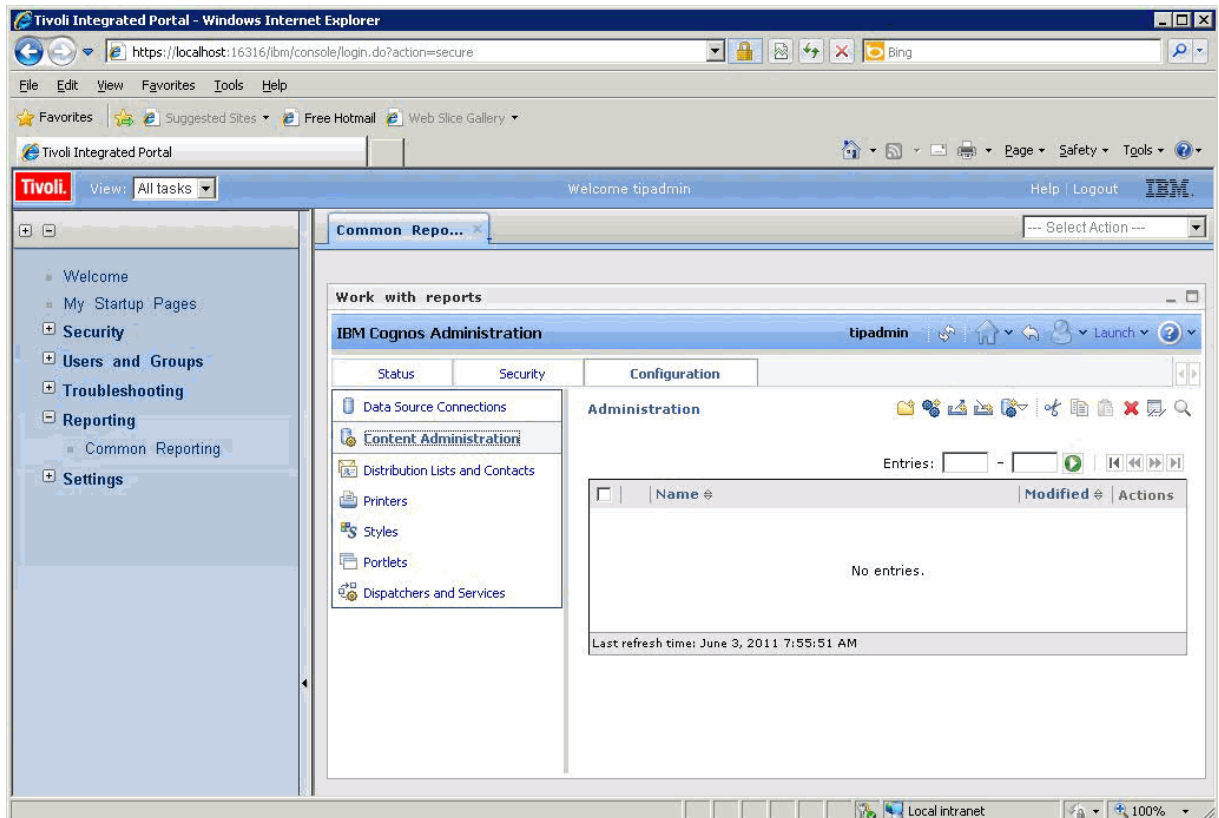 Tivoli Integrated Portal - Windows Internet Explorer
https://localhost:16316/ibm/console/login.do?action=secure
Bing
File Edit View Favorites Tools Help
Favorites Suggested Sites Free Hotmail Web Slice Gallery
Tivoli Integrated Portal
Page Safety Tools
Tivoli. View: All tasks Welcome tipadmin Help Logout IBM.
Common Repo... --- Select Action ---
Welcome
My Startup Pages
Security
Users and Groups
Troubleshooting
Reporting
Common Reporting
Settings
Work with reports
IBM Cognos Administration tipadmin Launch
Status Security Configuration
Data Source Connections
Content Administration
Distribution Lists and Contacts
Printers
Styles
Portlets
Dispatchers and Services
Administration
Entries: -
Name Modified Actions
No entries.
Last refresh time: June 3, 2011 7:55:51 AM
Local intranet 100%